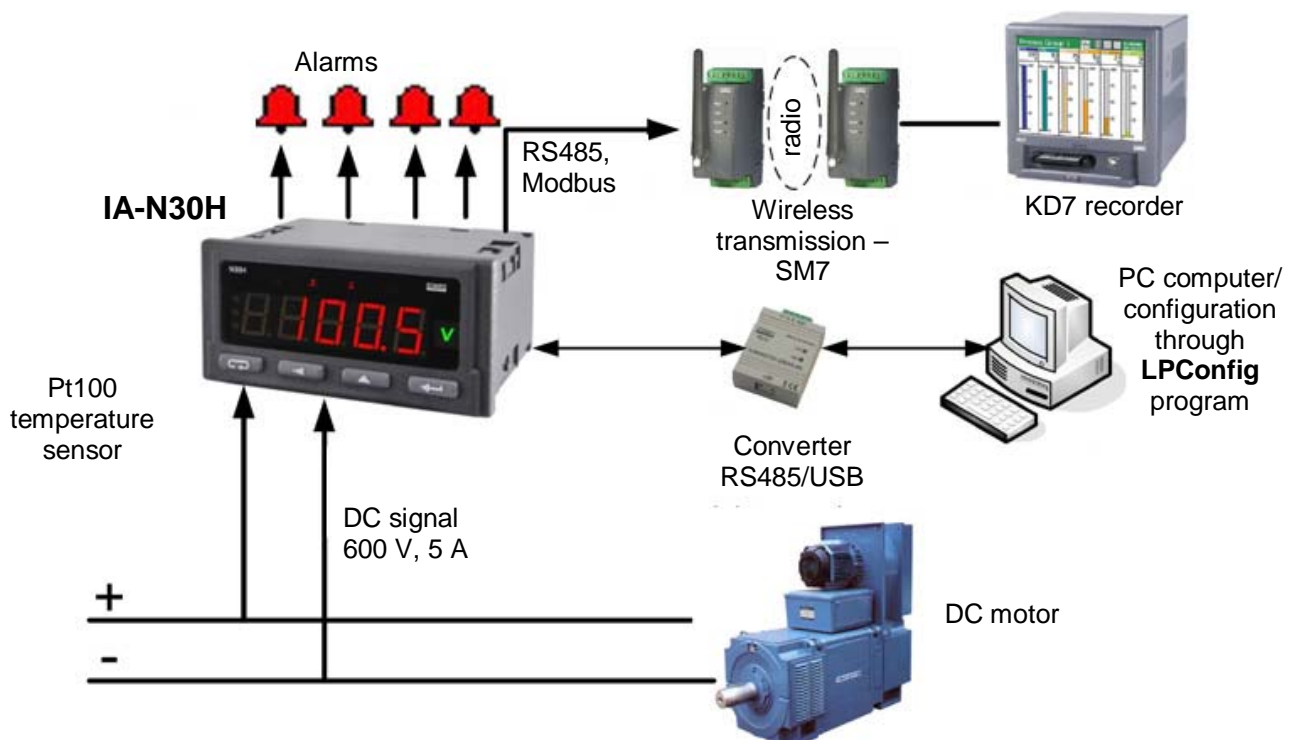 Alarms
RS485,
Modbus
radio
Wireless
transmission –
SM7
KD7 recorder
IA-N30H
N30H
100.5
V
Pt100
temperature
sensor
Converter
RS485/USB
PC computer/
configuration
through
LPConfig
program
DC signal
600 V, 5 A
+
-
DC motor